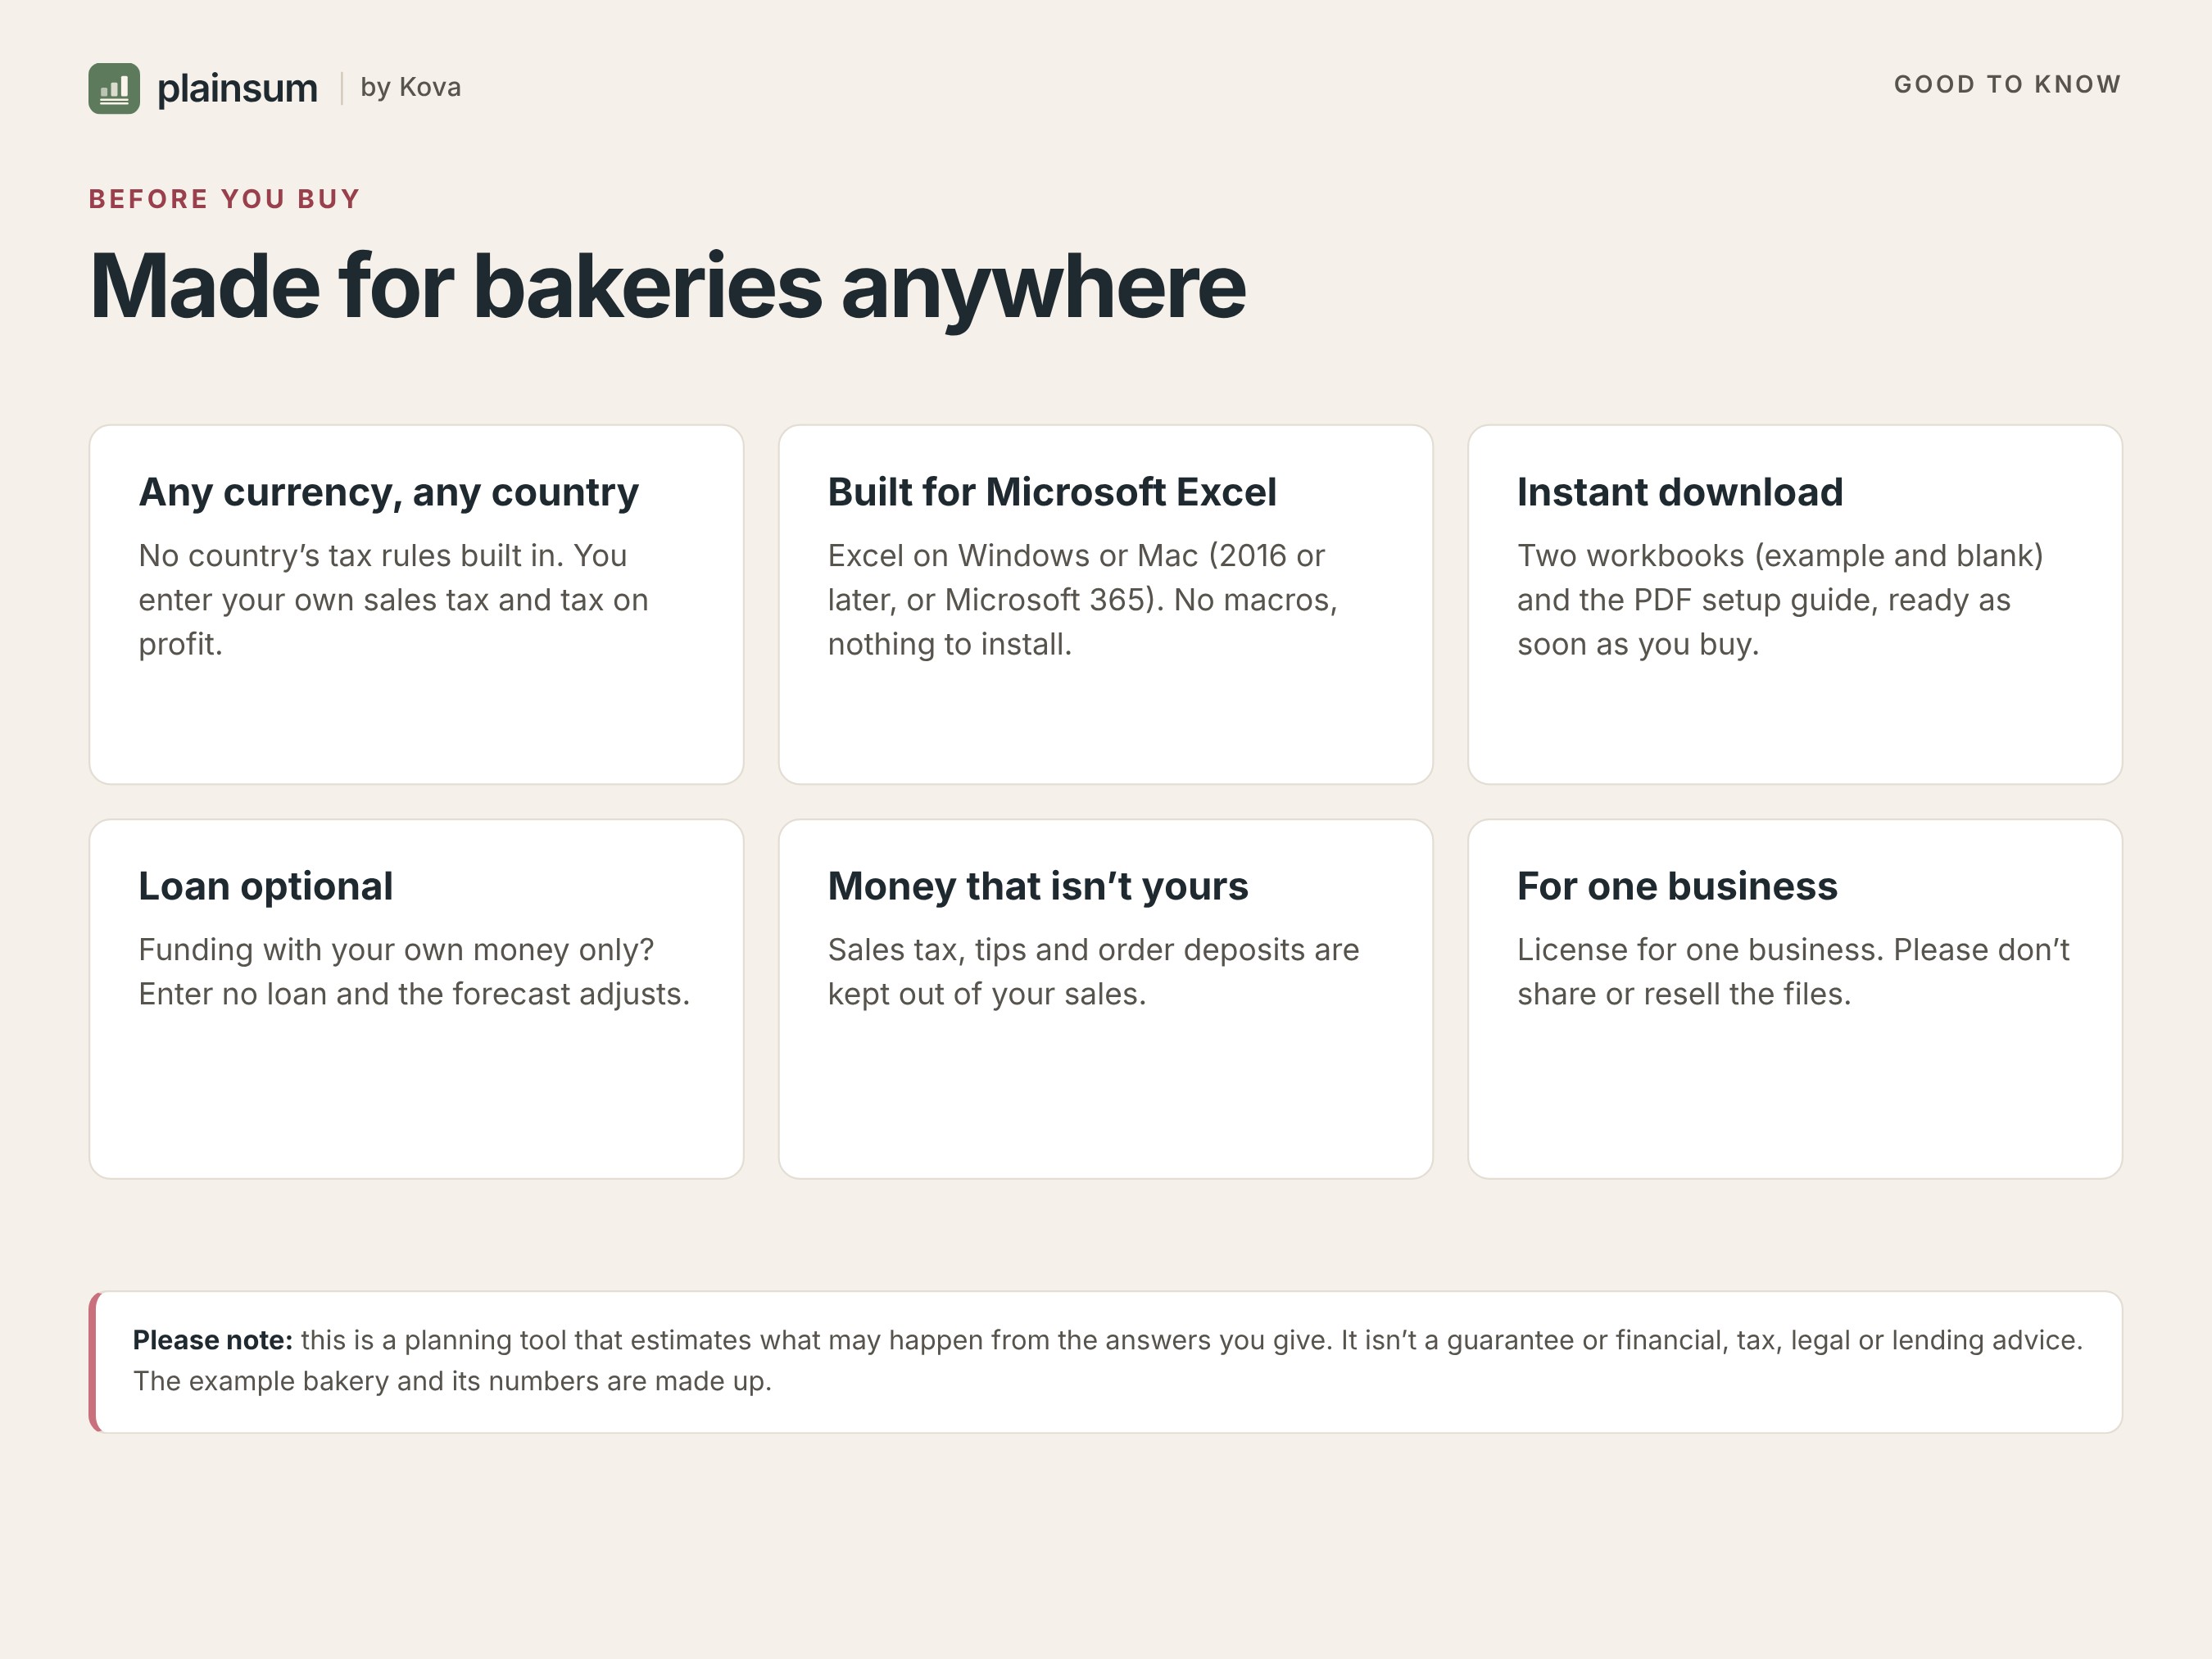 plainsum
by Kova
GOOD TO KNOW
BEFORE YOU BUY
Made for bakeries anywhere
Any currency, any country
No country’s tax rules built in. You
enter your own sales tax and tax on
profit.
Built for Microsoft Excel
Excel on Windows or Mac (2016 or
later, or Microsoft 365). No macros,
nothing to install.
Instant download
Two workbooks (example and blank)
and the PDF setup guide, ready as
soon as you buy.
Loan optional
Funding with your own money only?
Enter no loan and the forecast adjusts.
Money that isn’t yours
Sales tax, tips and order deposits are
kept out of your sales.
For one business
License for one business. Please don’t
share or resell the files.
Please note: this is a planning tool that estimates what may happen from the answers you give. It isn’t a guarantee or financial, tax, legal or lending advice.
The example bakery and its numbers are made up.